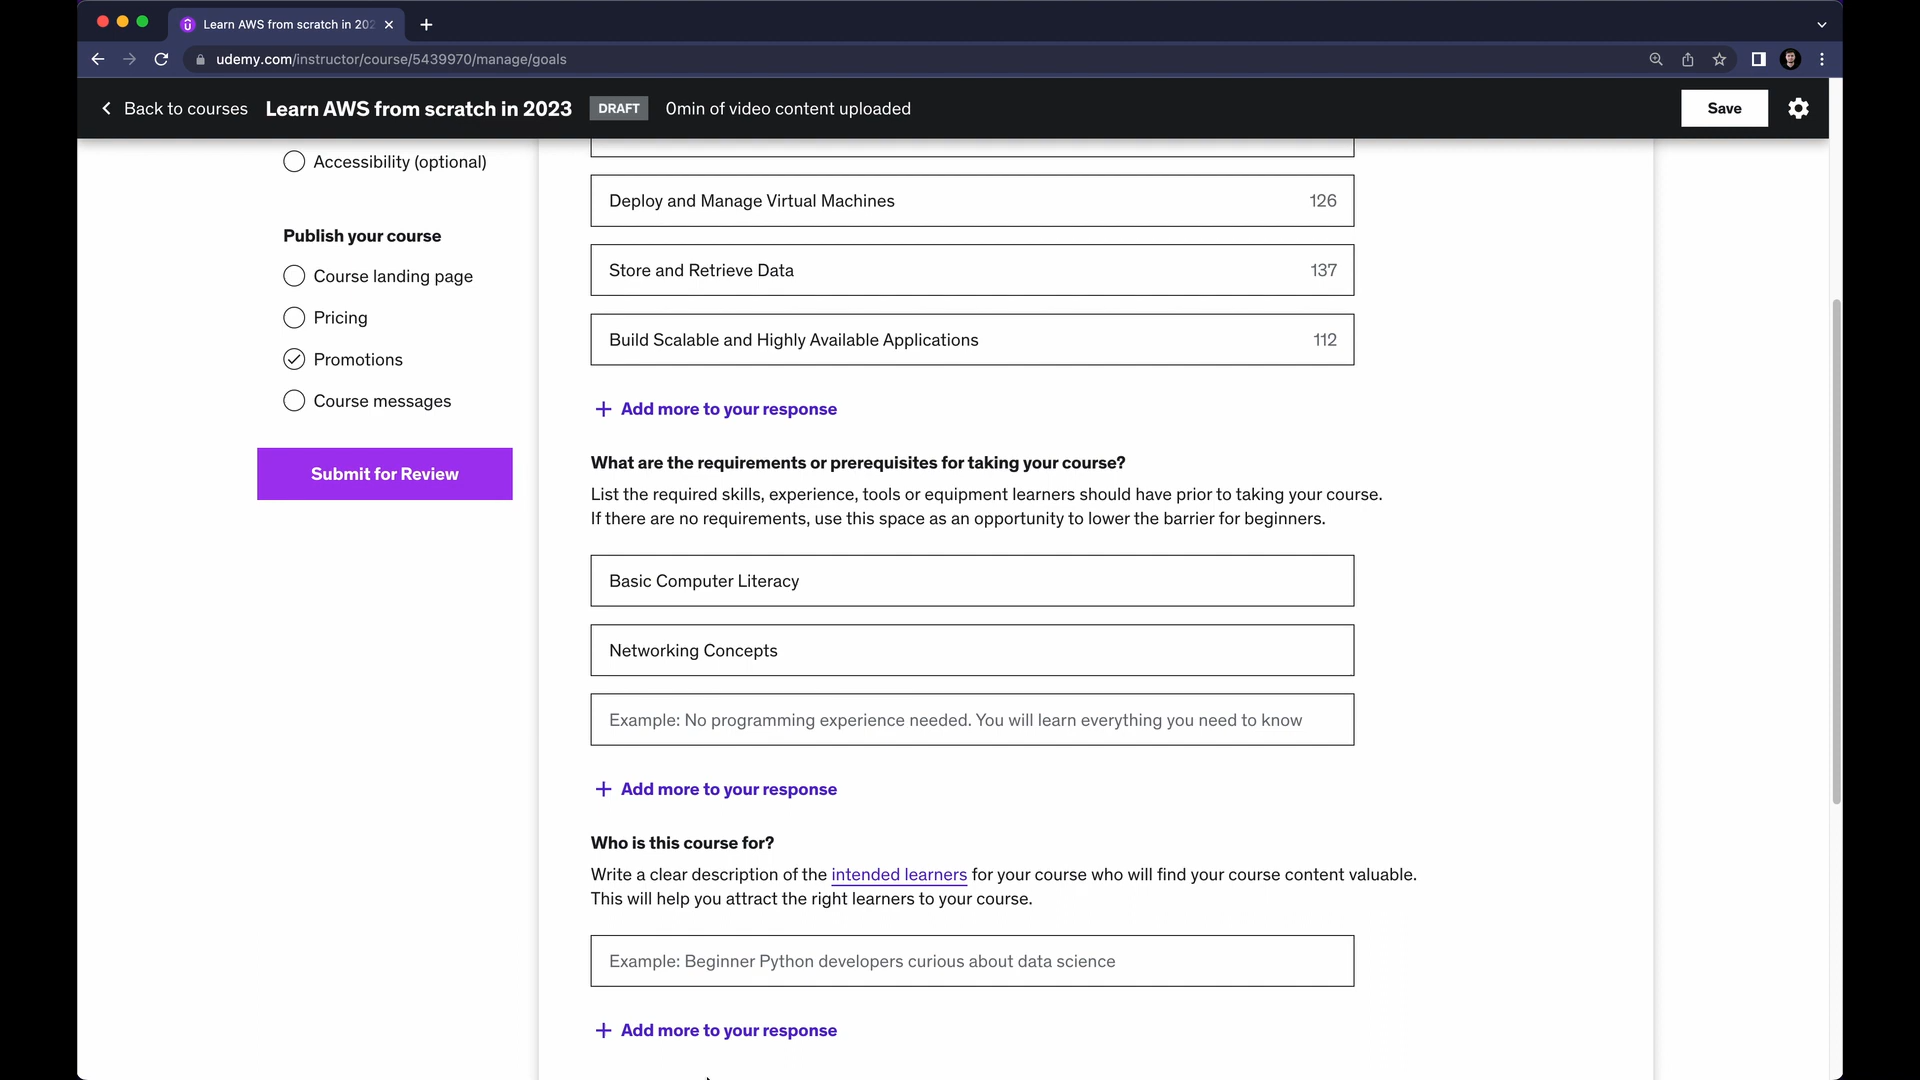 Learn AWS from scratch in 202
udemy.com/instructor/course/5439970/manage/goals
Back to courses
Learn AWS from scratch in 2023
DRAFT
0min of video content uploaded
Save
Accessibility (optional)
Publish your course
Course landing page
Pricing
Promotions
Course messages
Submit for Review
Deploy and Manage Virtual Machines 126
Store and Retrieve Data 137
Build Scalable and Highly Available Applications 112
Add more to your response
What are the requirements or prerequisites for taking your course?
List the required skills, experience, tools or equipment learners should have prior to taking your course.
If there are no requirements, use this space as an opportunity to lower the barrier for beginners.
Basic Computer Literacy
Networking Concepts
Example: No programming experience needed. You will learn everything you need to know
Add more to your response
Who is this course for?
Write a clear description of the intended learners for your course who will find your course content valuable.
This will help you attract the right learners to your course.
Example: Beginner Python developers curious about data science
Add more to your response